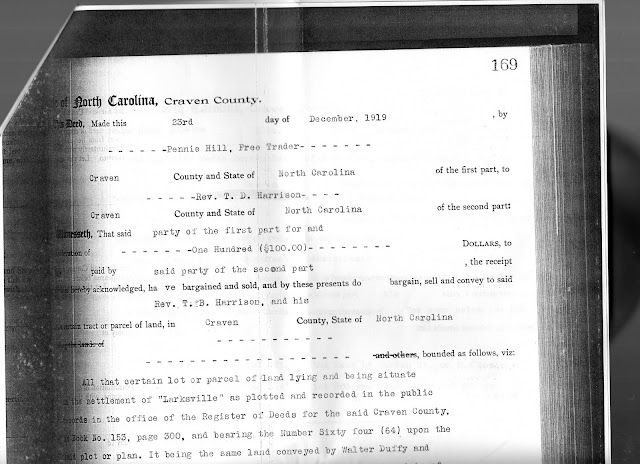 169
of North Carolina, Craven County.
Deed, Made this 23rd day of December, 1919 , by
- - - - - -Pennie Hill, Free Trader- - - - - - -
Craven County and State of North Carolina of the first part, to
- - - - -Rev. T. D. Harrison- - - -
Craven County and State of North Carolina of the second part:
That said party of the first part for and
of - - - - - - - -One Hundred ($100.00)- - - - - - - - DOLLARS, to
paid by said party of the second part , the receipt
hereby acknowledged, ha ve bargained and sold, and by these presents do bargain, sell and convey to said
Rev. T. B. Harrison, and his
certain tract or parcel of land, in Craven County, State of North Carolina
the lands of - - - - - - - - - - -
- - - - - - - - - - - - - - - - - - - and others, bounded as follows, viz:
All that certain lot or parcel of land lying and being situate
the settlement of "Larksville" as plotted and recorded in the public
in the office of the Register of Deeds for the said Craven County.
Book No. 153, page 300, and bearing the Number Sixty four (64) upon the
plot or plan. It being the same land conveyed by Walter Duffy and